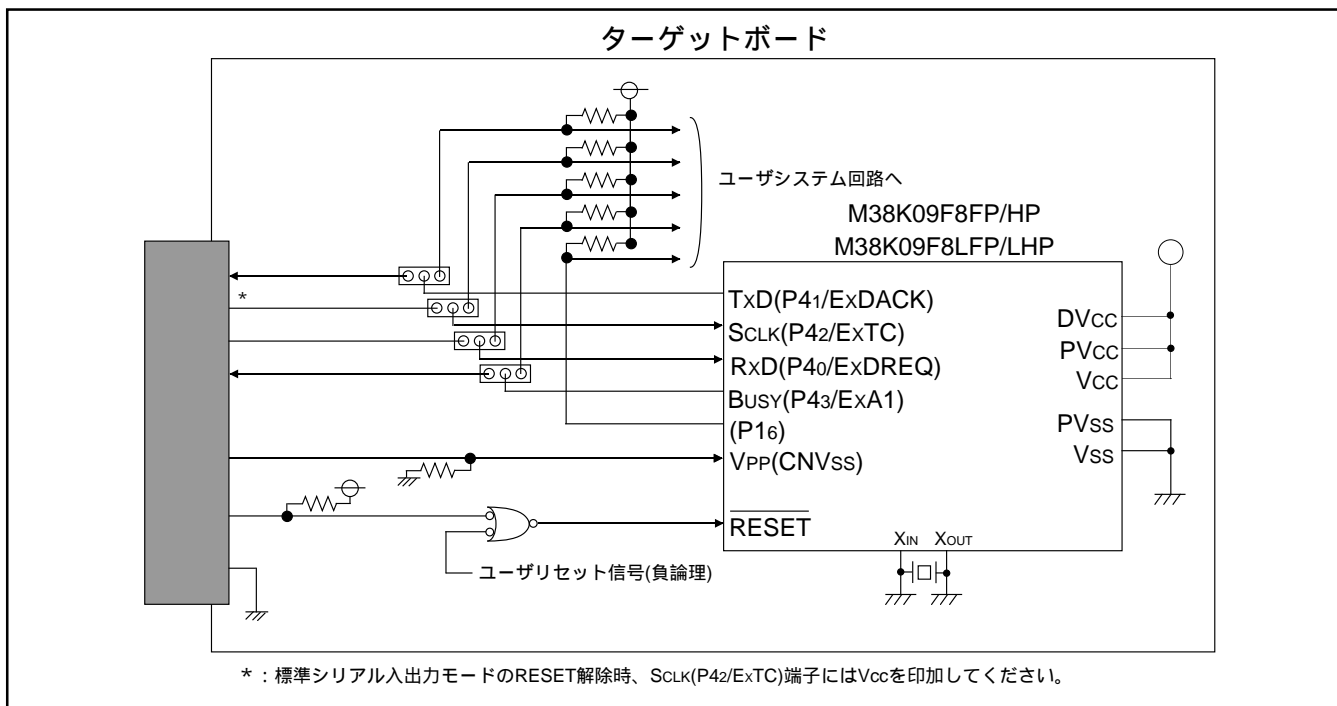 ターゲットボード
ユーザシステム回路へ
M38K09F8FP/HP
M38K09F8LFP/LHP
*
TxD(P41/ExDACK)
SCLK(P42/ExTC)
RxD(P40/ExDREQ)
BUSY(P43/ExA1)
(P16)
VPP(CNVSS)
RESET
DVCC
PVCC
VCC
PVSS
VSS
XIN XOUT
ユーザリセット信号(負論理)
* : 標準シリアル入出力モードのRESET解除時、SCLK(P42/ExTC)端子にはVccを印加してください。